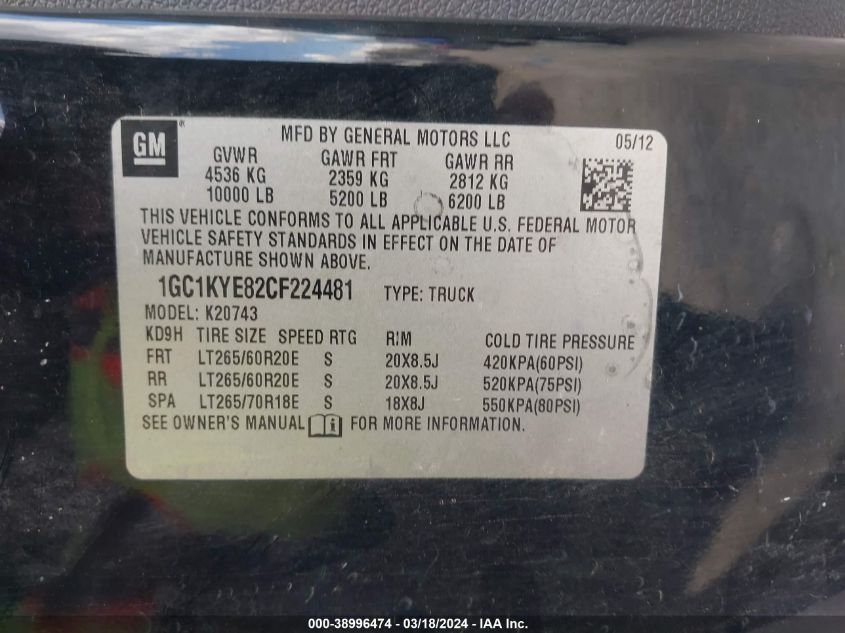 GM
MFD BY GENERAL MOTORS LLC 05/12
GVWR GAWR FRT GAWR RR
4536 KG 2359 KG 2812 KG
10000 LB 5200 LB 6200 LB
THIS VEHICLE CONFORMS TO ALL APPLICABLE U.S. FEDERAL MOTOR
VEHICLE SAFETY STANDARDS IN EFFECT ON THE DATE OF
MANUFACTURE SHOWN ABOVE.
1GC1KYE82CF224481 TYPE: TRUCK
MODEL: K20743
KD9H TIRE SIZE SPEED RTG RIM COLD TIRE PRESSURE
FRT LT265/60R20E S 20X8.5J 420KPA(60PSI)
RR LT265/60R20E S 20X8.5J 520KPA(75PSI)
SPA LT265/70R18E S 18X8J 550KPA(80PSI)
SEE OWNER'S MANUAL i FOR MORE INFORMATION.
000-38996474 - 03/18/2024 - IAA Inc.